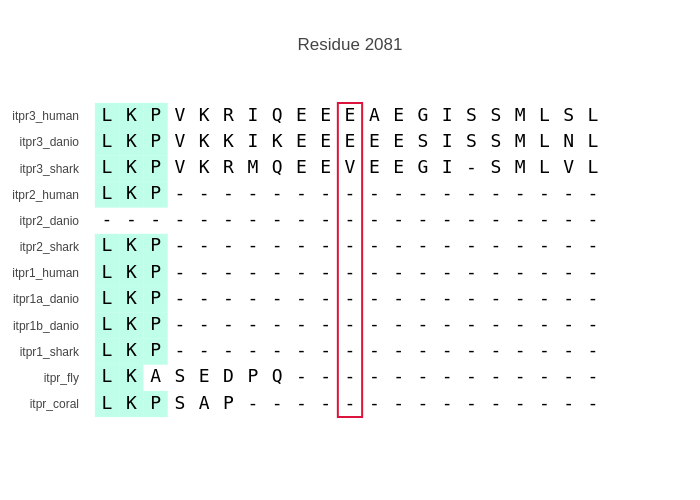 Residue 2081
itpr3_human L K P V K R I Q E E E A E G I S S M L S L
itpr3_danio L K P V K K I K E E E E E S I S S M L N L
itpr3_shark L K P V K R M Q E E V E E G I - S M L V L
itpr2_human L K P - - - - - - - - - - - - - - - - - -
itpr2_danio - - - - - - - - - - - - - - - - - - - - -
itpr2_shark L K P - - - - - - - - - - - - - - - - - -
itpr1_human L K P - - - - - - - - - - - - - - - - - -
itpr1a_danio L K P - - - - - - - - - - - - - - - - - -
itpr1b_danio L K P - - - - - - - - - - - - - - - - - -
itpr1_shark L K P - - - - - - - - - - - - - - - - - -
itpr_fly L K A S E D P Q - - - - - - - - - - - - -
itpr_coral L K P S A P - - - - - - - - - - - - - - -